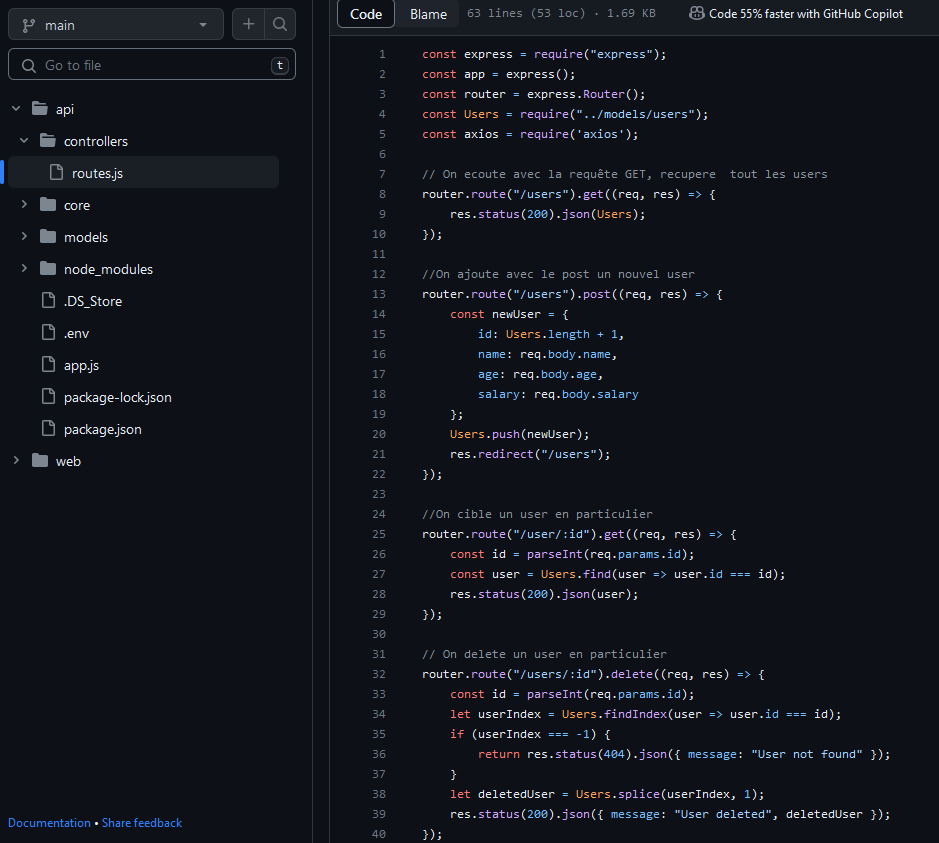 main
Go to file
t
api
controllers
routes.js
core
models
node_modules
.DS_Store
.env
app.js
package-lock.json
package.json
web
Documentation • Share feedback
Code
Blame
63 lines (53 loc) · 1.69 KB
Code 55% faster with GitHub Copilot
1 const express = require("express");
2 const app = express();
3 const router = express.Router();
4 const Users = require("../models/users");
5 const axios = require('axios');
6
7 // On ecoute avec la requête GET, recupere  tout les users
8 router.route("/users").get((req, res) => {
9     res.status(200).json(Users);
10 });
11
12 //On ajoute avec le post un nouvel user
13 router.route("/users").post((req, res) => {
14     const newUser = {
15         id: Users.length + 1,
16         name: req.body.name,
17         age: req.body.age,
18         salary: req.body.salary
19     };
20     Users.push(newUser);
21     res.redirect("/users");
22 });
23
24 //On cible un user en particulier
25 router.route("/user/:id").get((req, res) => {
26     const id = parseInt(req.params.id);
27     const user = Users.find(user => user.id === id);
28     res.status(200).json(user);
29 });
30
31 // On delete un user en particulier
32 router.route("/users/:id").delete((req, res) => {
33     const id = parseInt(req.params.id);
34     let userIndex = Users.findIndex(user => user.id === id);
35     if (userIndex === -1) {
36         return res.status(404).json({ message: "User not found" });
37     }
38     let deletedUser = Users.splice(userIndex, 1);
39     res.status(200).json({ message: "User deleted", deletedUser });
40 });